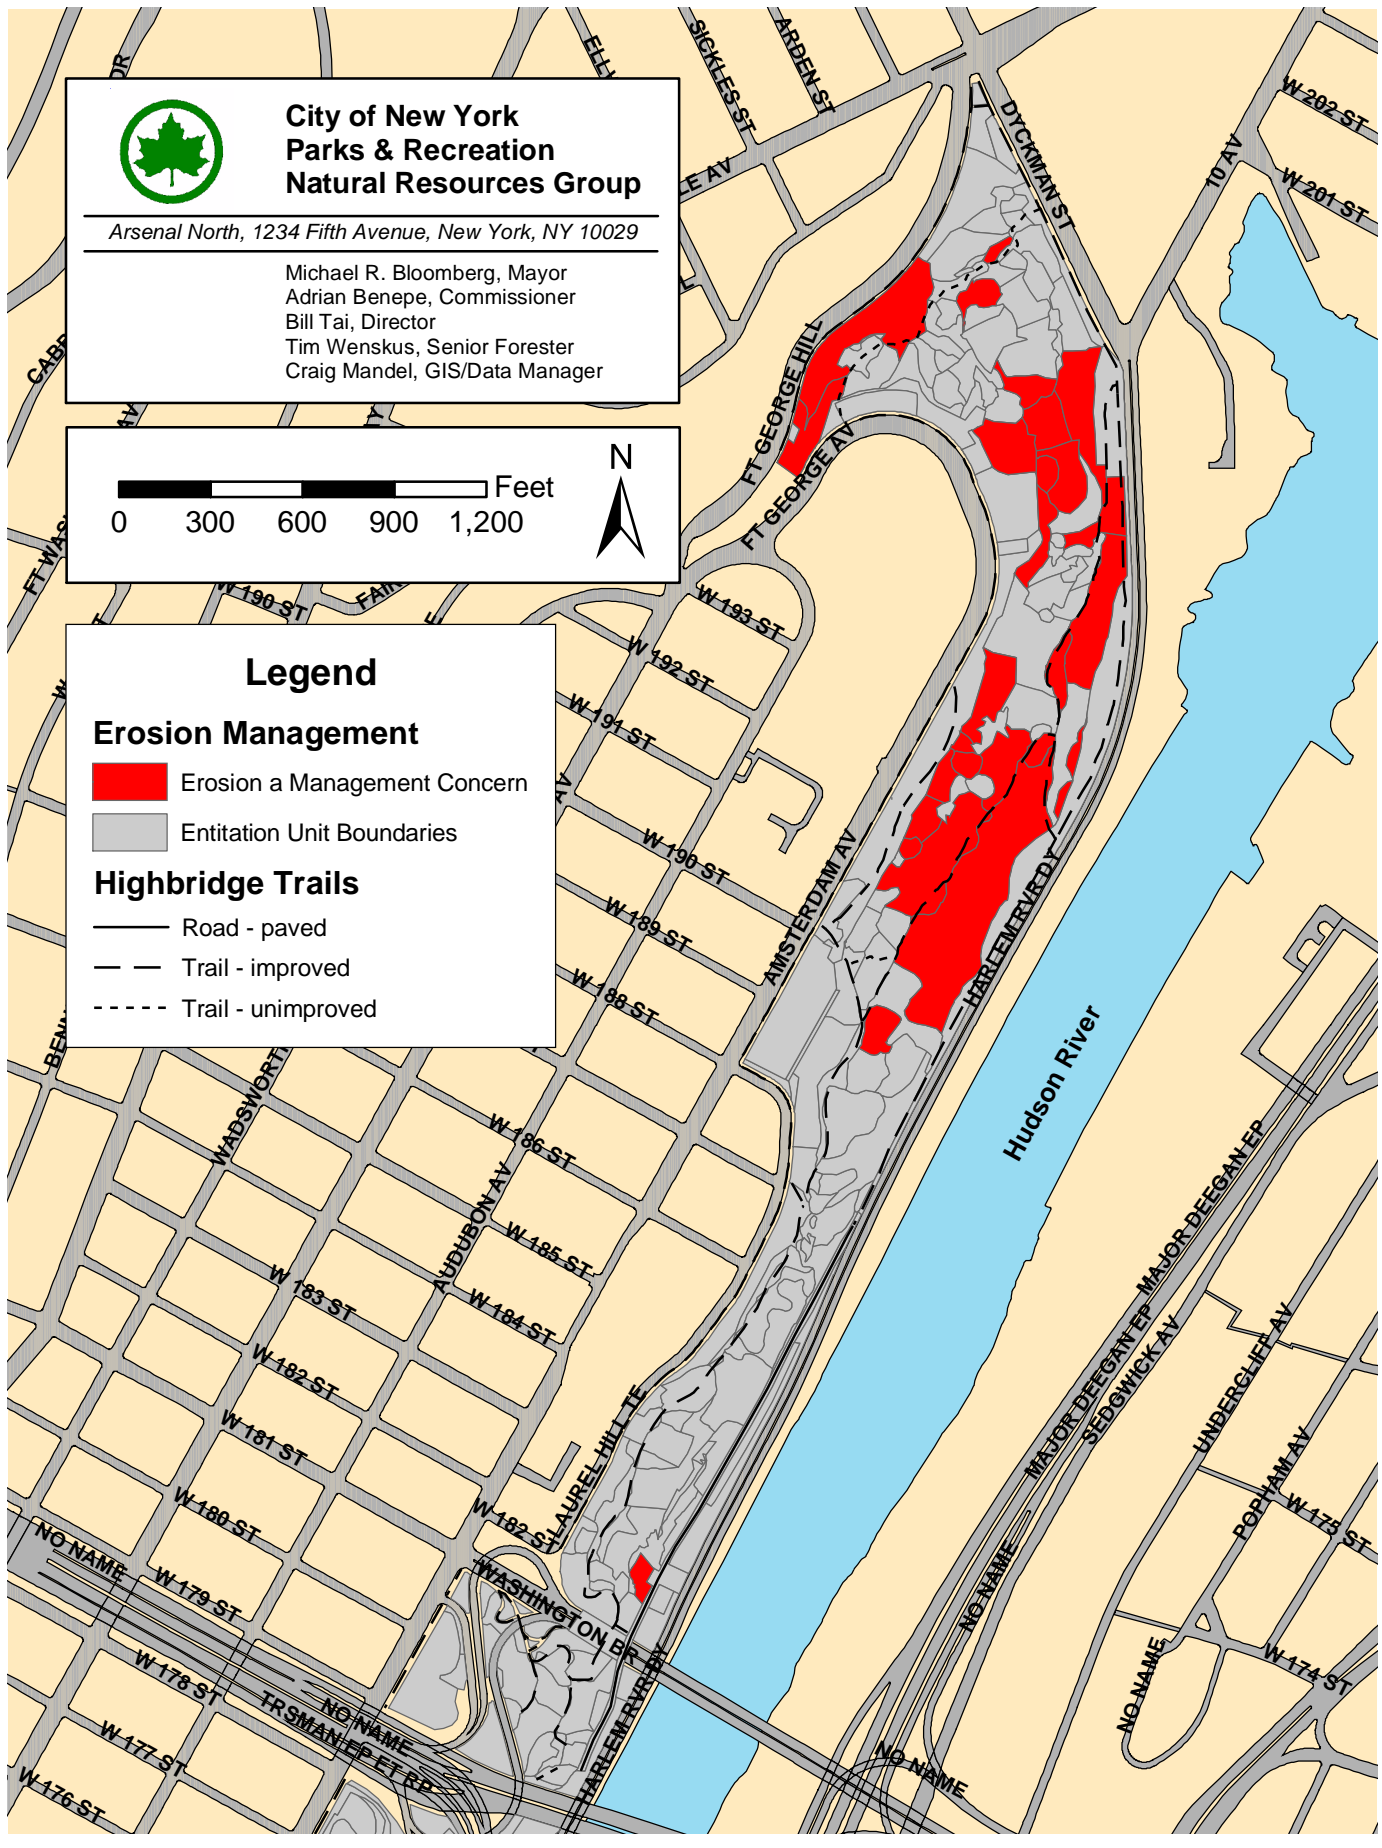 City of New York
Parks & Recreation
Natural Resources Group
Arsenal North, 1234 Fifth Avenue, New York, NY 10029
Michael R. Bloomberg, Mayor
Adrian Benepe, Commissioner
Bill Tai, Director
Tim Wenskus, Senior Forester
Craig Mandel, GIS/Data Manager
Feet
0 300 600 900 1,200
N
Legend
Erosion Management
Erosion a Management Concern
Entitation Unit Boundaries
Highbridge Trails
Road - paved
Trail - improved
Trail - unimproved
SICKLES ST
ARDEN ST
DYCKMAN ST
10 AV
W 202 ST
W 201 ST
FT GEORGE HILL
FT GEORGE AV
W 190 ST
W 193 ST
W 192 ST
W 191 ST
W 190 ST
W 189 ST
W 188 ST
AMSTERDAM AV
HARLEM RVR DY
Hudson River
WADSWORTH
W 186 ST
W 185 ST
W 184 ST
AUDUBON AV
W 183 ST
W 182 ST
W 181 ST
W 180 ST
W 179 ST
W 178 ST
W 177 ST
W 176 ST
NO NAME
NO NAME
TRSMAN EP ET RP
W 182 ST
LAUREL HILL TE
WASHINGTON BR
HARLEM RVR DY
MAJOR DEEGAN EP
MAJOR DEEGAN EP
SEDGWICK AV
UNDERCLIFF AV
POPHAM AV
W 175 ST
W 174 ST
NO NAME
NO NAME
NO NAME